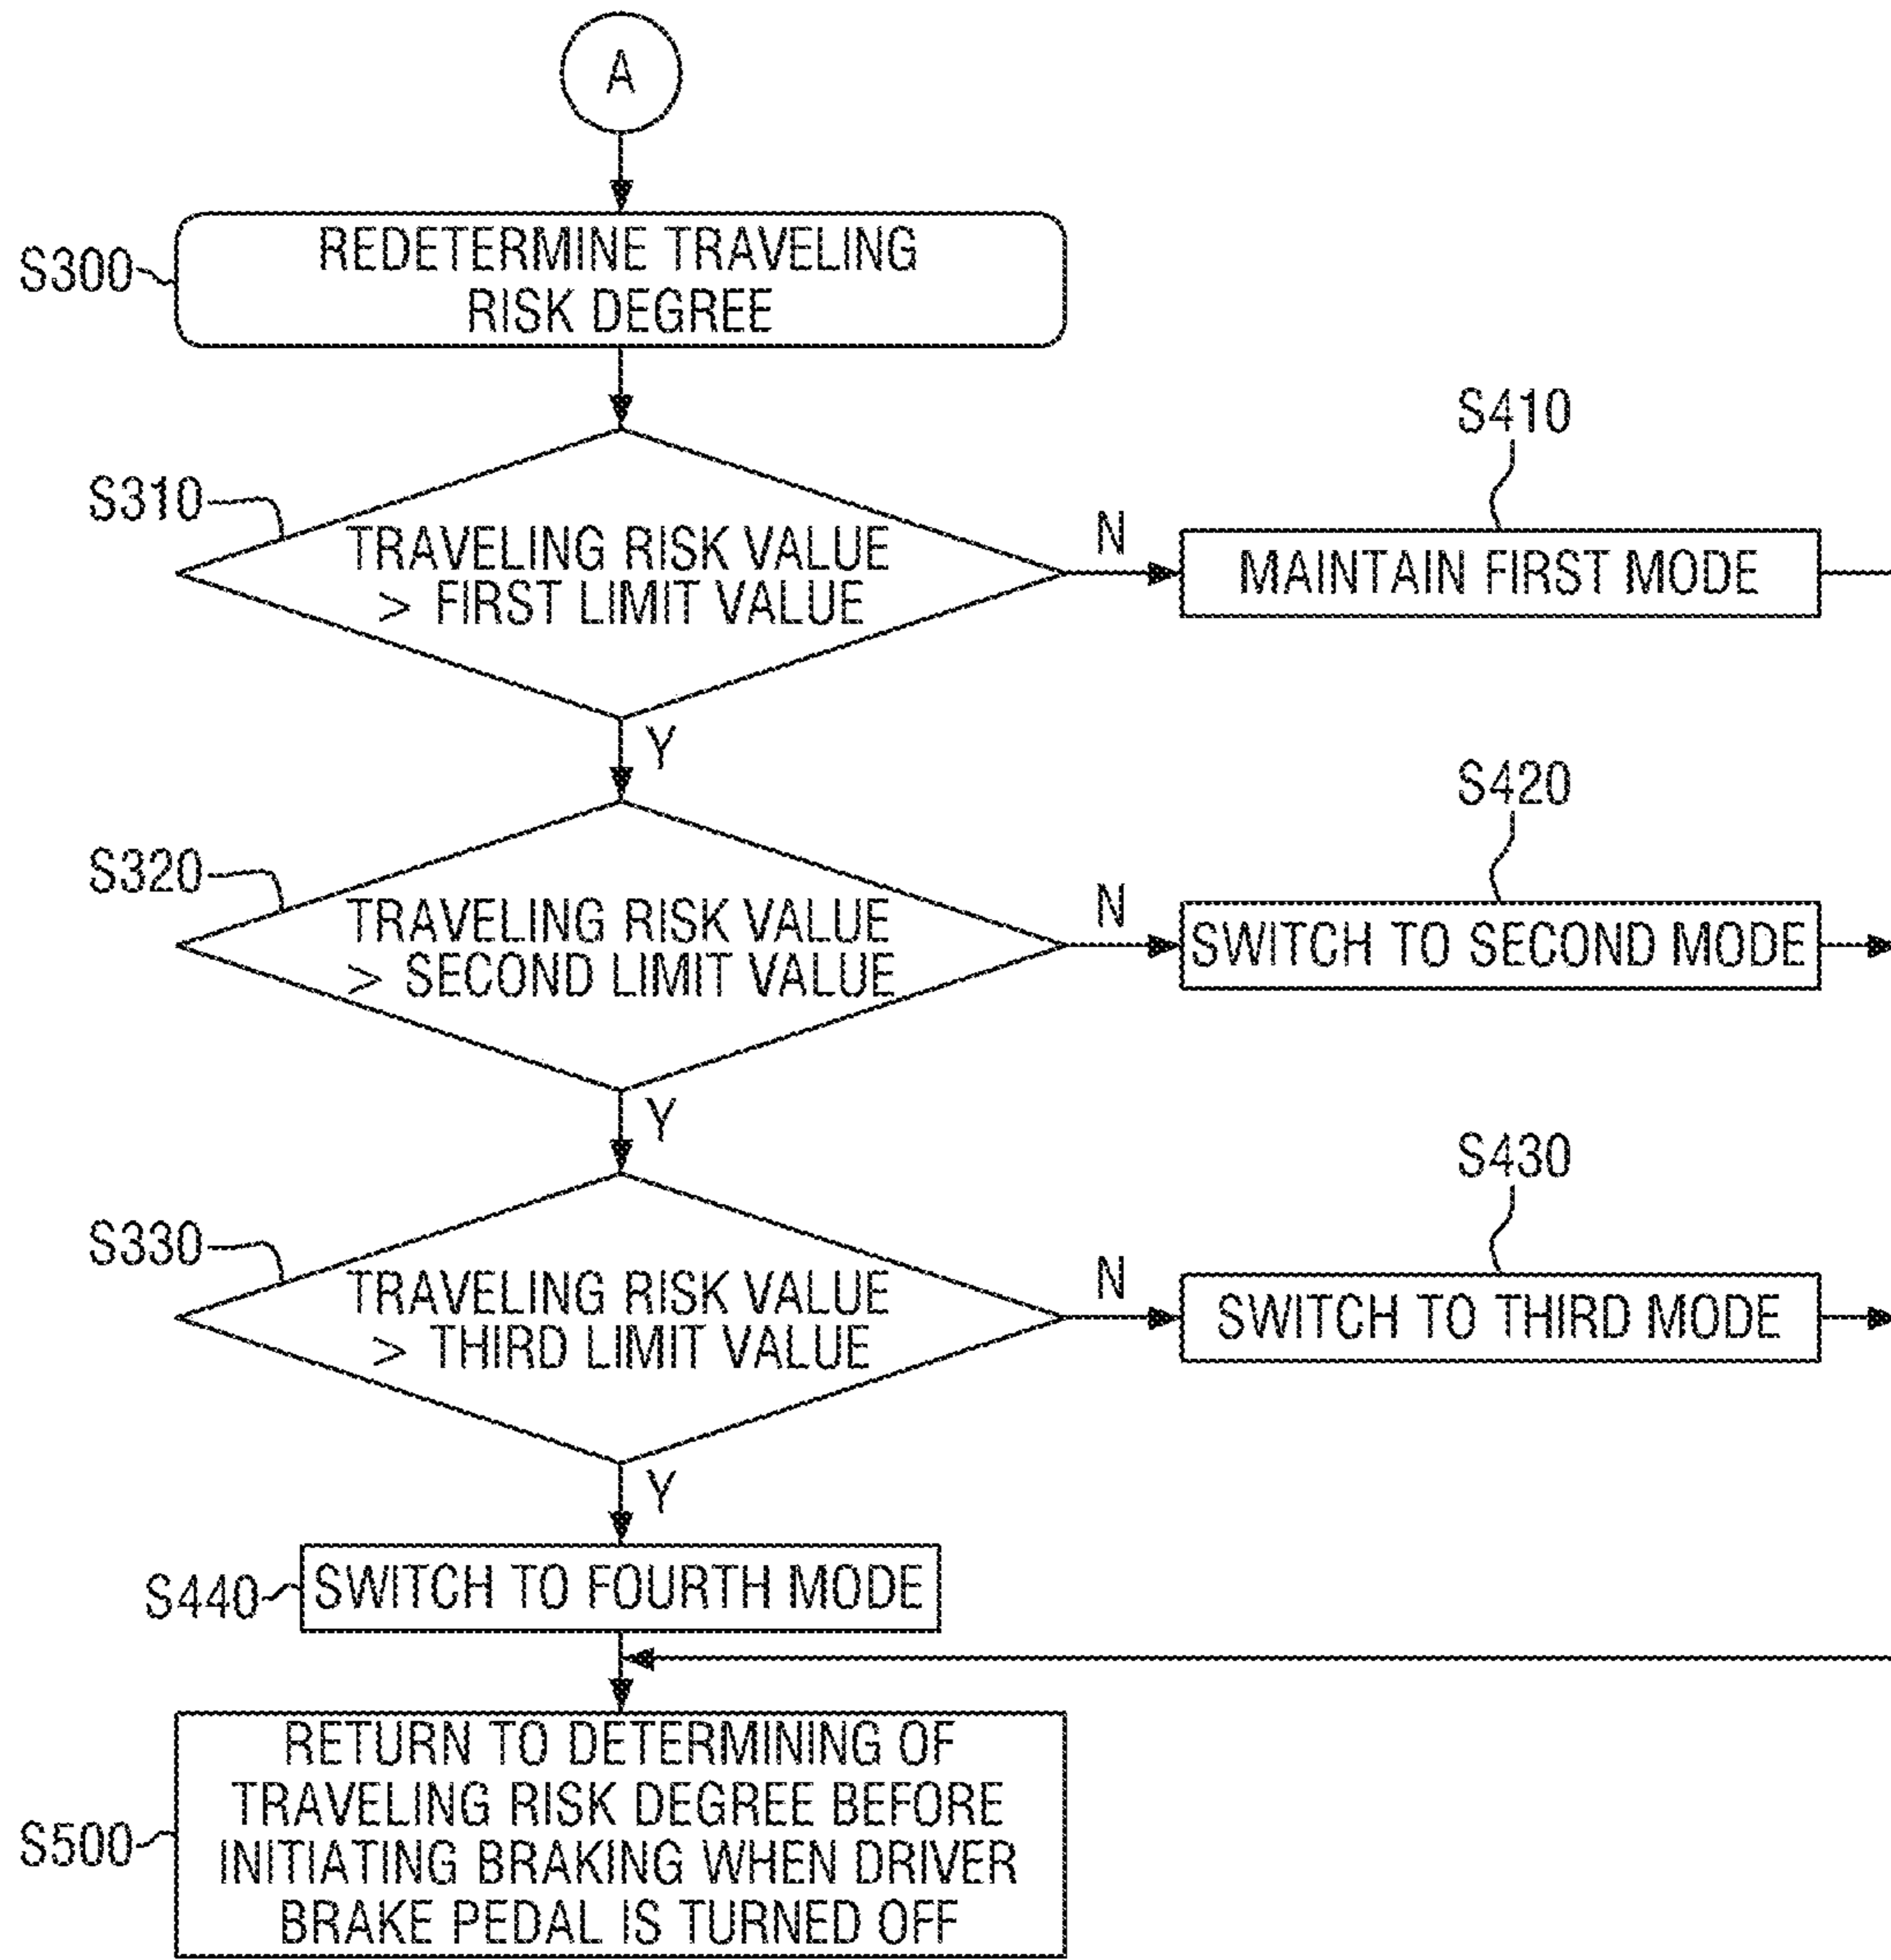 A
S300
REDETERMINE TRAVELING
RISK DEGREE
S310
TRAVELING RISK VALUE
> FIRST LIMIT VALUE
N
S410
MAINTAIN FIRST MODE
Y
S320
TRAVELING RISK VALUE
> SECOND LIMIT VALUE
N
S420
SWITCH TO SECOND MODE
Y
S330
TRAVELING RISK VALUE
> THIRD LIMIT VALUE
N
S430
SWITCH TO THIRD MODE
Y
S440
SWITCH TO FOURTH MODE
S500
RETURN TO DETERMINING OF
TRAVELING RISK DEGREE BEFORE
INITIATING BRAKING WHEN DRIVER
BRAKE PEDAL IS TURNED OFF